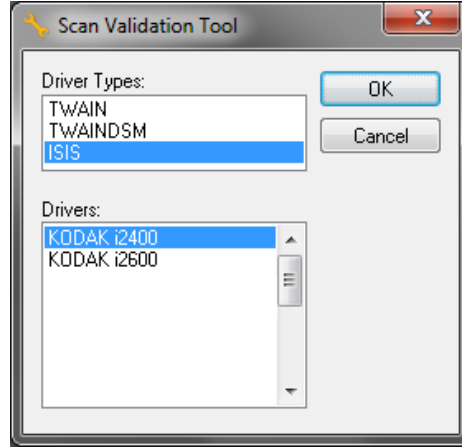 Scan Validation Tool
Driver Types:
TWAIN
TWAINDSM
ISIS
OK
Cancel
Drivers:
KODAK i2400
KODAK i2600